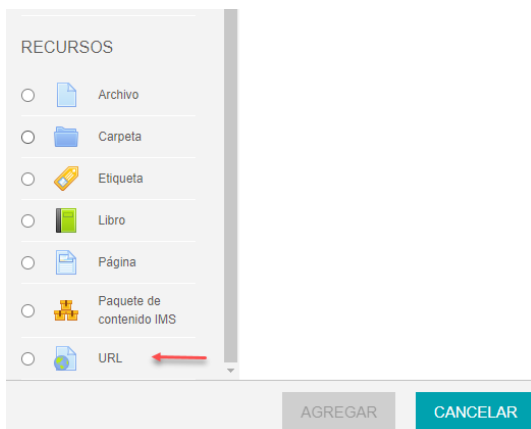 RECURSOS
Archivo
Carpeta
Etiqueta
Libro
Página
Paquete de
contenido IMS
URL
AGREGAR
CANCELAR